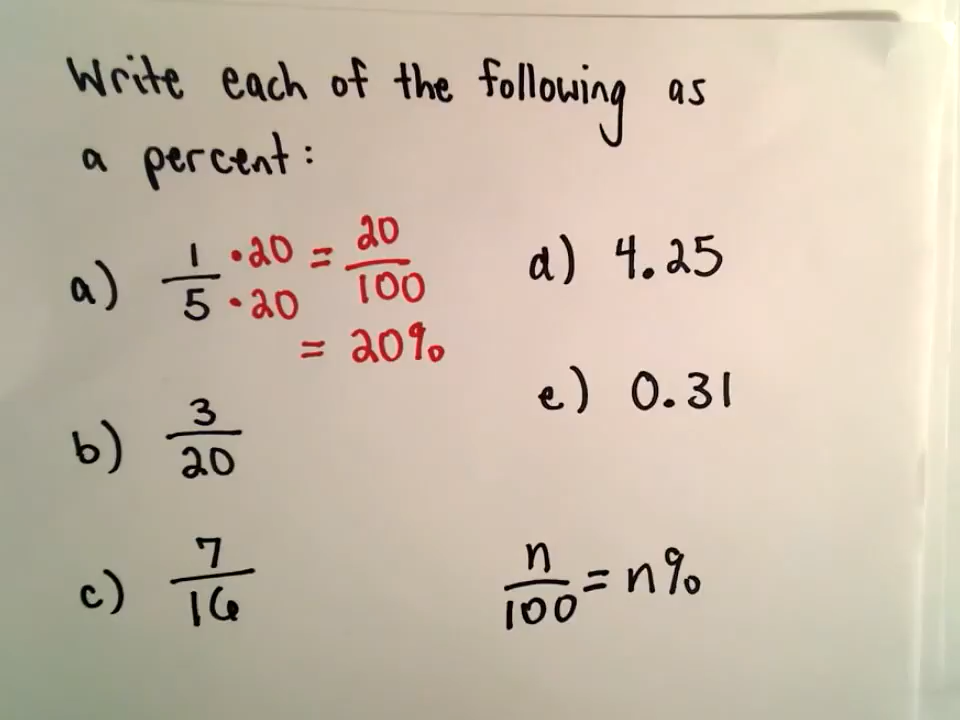 Write each of the following as
a percent:
a) 1/5 • 20/• 20 = 20/100
= 20%
b) 3/20
c) 7/16
d) 4.25
e) 0.31
n/100 = n%